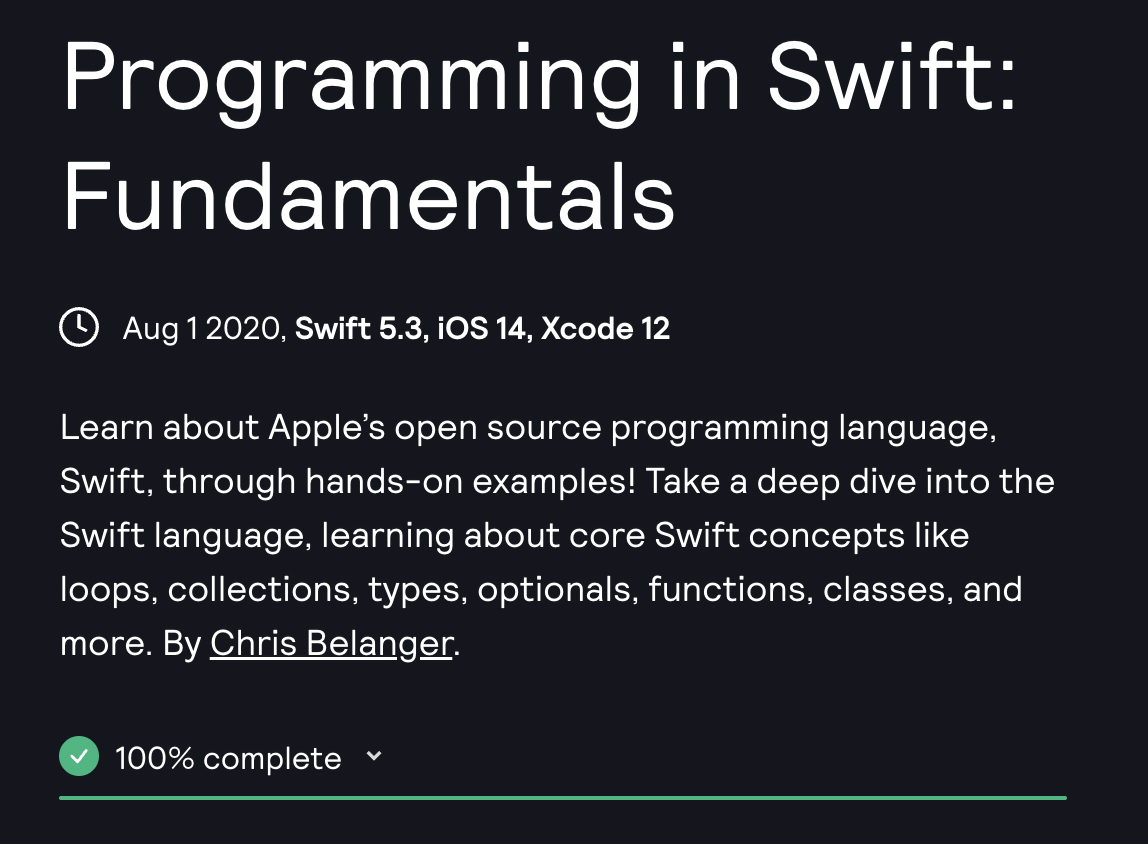 Programming in Swift:
Fundamentals
Aug 1 2020, Swift 5.3, iOS 14, Xcode 12
Learn about Apple’s open source programming language,
Swift, through hands-on examples! Take a deep dive into the
Swift language, learning about core Swift concepts like
loops, collections, types, optionals, functions, classes, and
more. By Chris Belanger.
100% complete